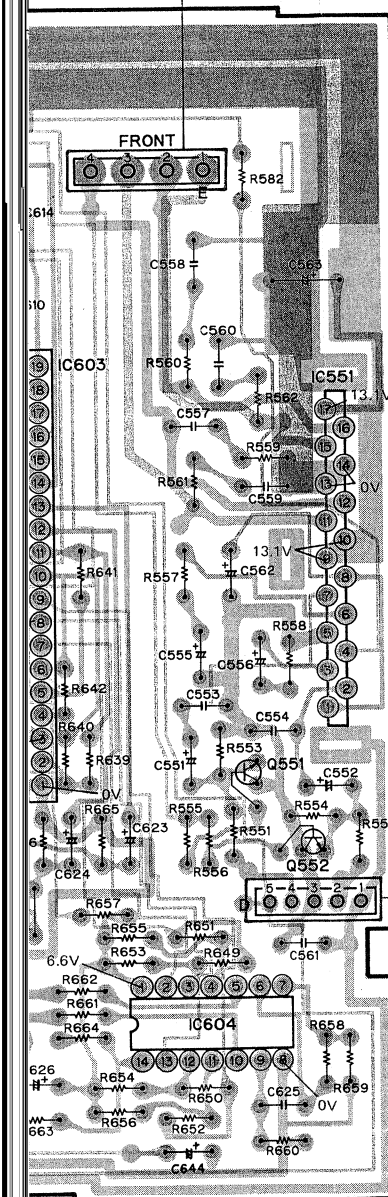 FRONT
4 3 2 1
E
R582
C614
C558
C563
610
C560
R560
19 IC603
IC551
18
13.1V
R562
17
17
C557
16
16
15
R559
15
14
R561
14
13
C559
13
0V
12
12
11
11
13.1V
10
10
9
R641
R557
C562
9
8
8
7
R558
7
6
C555
C556
6
5
R642
5
4
C553
4
3
R640
C554
3
2
R639
C551
R553
Q551
2
1
0V
C552
1
R665
C623
R555
R551
R554
R55
6
C624
R556
Q552
R657
D 5 4 3 2 1
R655
R651
C561
R653
R649
6.6V
R662
1 2 3 4 5 6 7
R661
R664
IC604
R658
14 13 12 11 10 9 8
626
R654
R650
C625
0V
R659
663
R656
R652
R660
C644